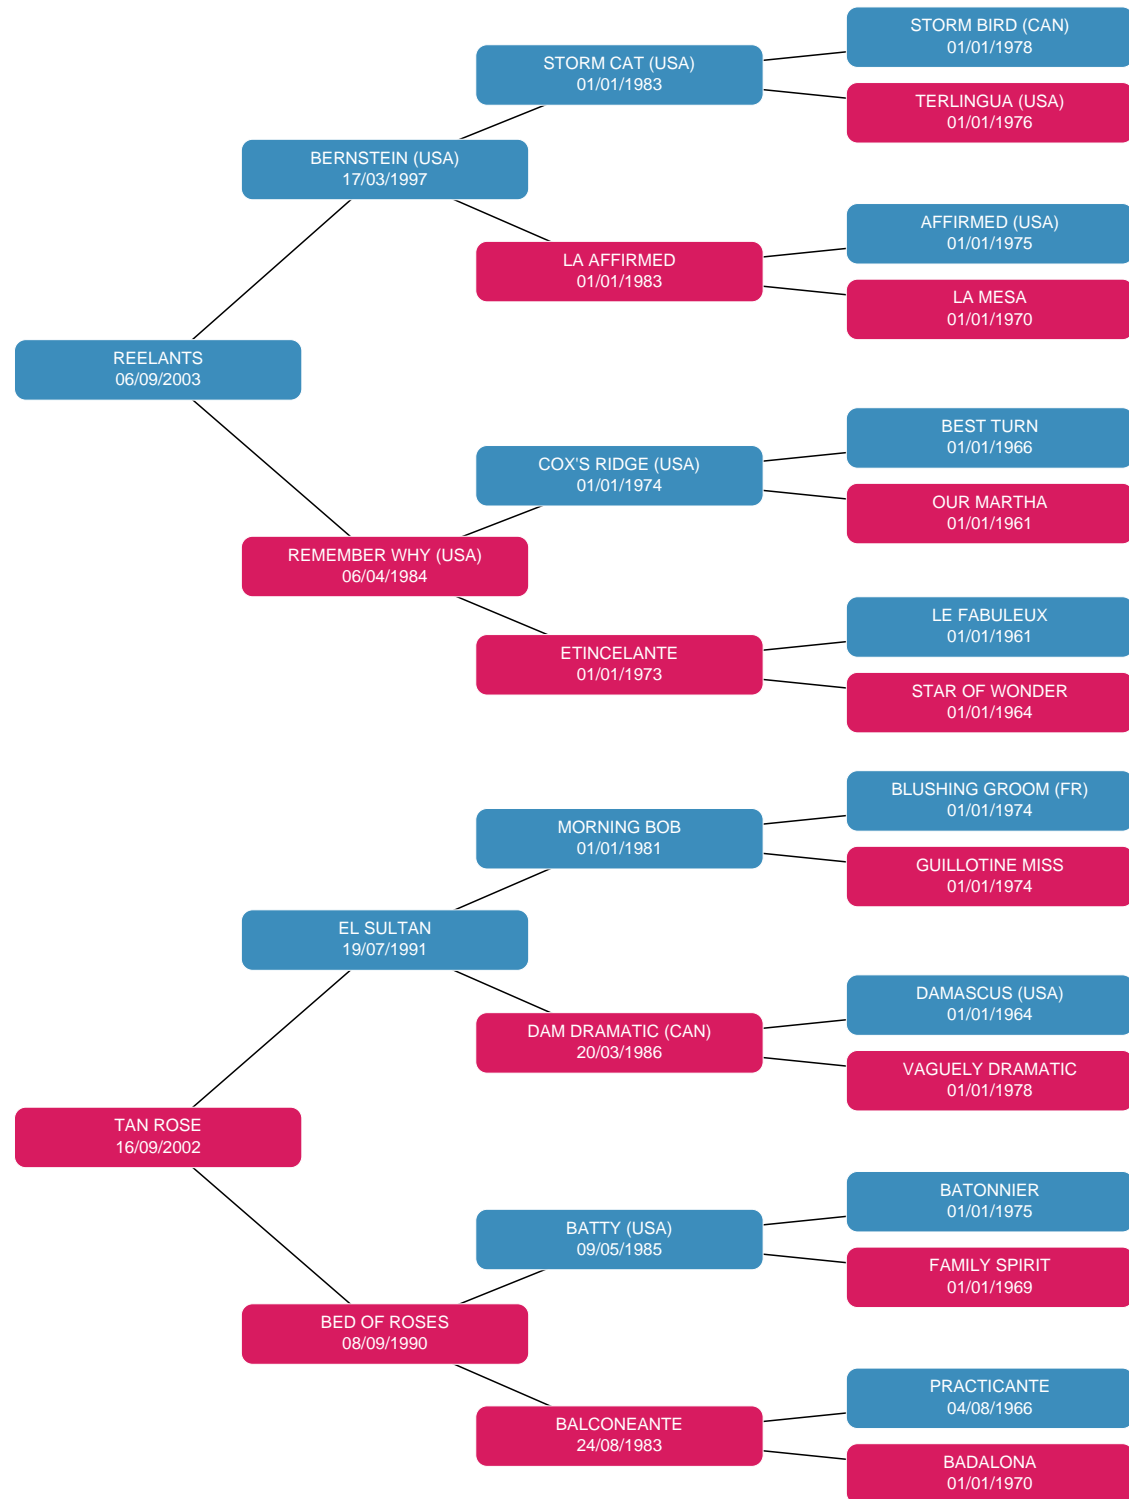 STORM BIRD (CAN)
01/01/1978
STORM CAT (USA)
01/01/1983
TERLINGUA (USA)
01/01/1976
BERNSTEIN (USA)
17/03/1997
AFFIRMED (USA)
01/01/1975
LA AFFIRMED
01/01/1983
LA MESA
01/01/1970
REELANTS
06/09/2003
BEST TURN
01/01/1966
COX'S RIDGE (USA)
01/01/1974
OUR MARTHA
01/01/1961
REMEMBER WHY (USA)
06/04/1984
LE FABULEUX
01/01/1961
ETINCELANTE
01/01/1973
STAR OF WONDER
01/01/1964
BLUSHING GROOM (FR)
01/01/1974
MORNING BOB
01/01/1981
GUILLOTINE MISS
01/01/1974
EL SULTAN
19/07/1991
DAMASCUS (USA)
01/01/1964
DAM DRAMATIC (CAN)
20/03/1986
VAGUELY DRAMATIC
01/01/1978
TAN ROSE
16/09/2002
BATONNIER
01/01/1975
BATTY (USA)
09/05/1985
FAMILY SPIRIT
01/01/1969
BED OF ROSES
08/09/1990
PRACTICANTE
04/08/1966
BALCONEANTE
24/08/1983
BADALONA
01/01/1970